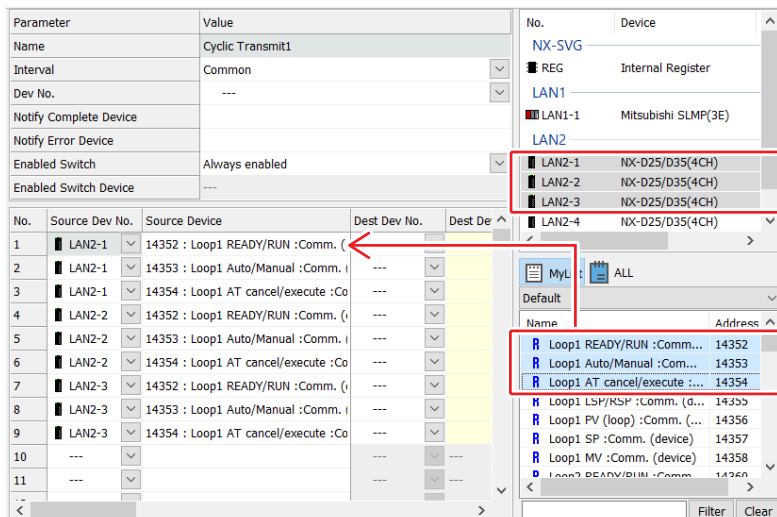 Parameter Value
Name Cyclic Transmit1
Interval Common
Dev No. ---
Notify Complete Device
Notify Error Device
Enabled Switch Always enabled
Enabled Switch Device ---
No. Source Dev No. Source Device Dest Dev No. Dest De
1 LAN2-1 14352 : Loop1 READY/RUN :Comm. (
2 LAN2-1 14353 : Loop1 Auto/Manual :Comm. ( ---
3 LAN2-1 14354 : Loop1 AT cancel/execute :Co ---
4 LAN2-2 14352 : Loop1 READY/RUN :Comm. ( ---
5 LAN2-2 14353 : Loop1 Auto/Manual :Comm. ( ---
6 LAN2-2 14354 : Loop1 AT cancel/execute :Co ---
7 LAN2-3 14352 : Loop1 READY/RUN :Comm. ( ---
8 LAN2-3 14353 : Loop1 Auto/Manual :Comm. ( ---
9 LAN2-3 14354 : Loop1 AT cancel/execute :Co ---
10 --- --- ---
11 --- --- ---
No. Device
NX-SVG
REG Internal Register
LAN1
LAN1-1 Mitsubishi SLMP(3E)
LAN2
LAN2-1 NX-D25/D35(4CH)
LAN2-2 NX-D25/D35(4CH)
LAN2-3 NX-D25/D35(4CH)
LAN2-4 NX-D25/D35(4CH)
ALL
Default
Name Address
R Loop1 READY/RUN :Comm... 14352
R Loop1 Auto/Manual :Com... 14353
R Loop1 AT cancel/execute :... 14354
R Loop1 LSP/RSP :Comm. (d... 14355
R Loop1 PV (loop) :Comm. (... 14356
R Loop1 SP :Comm. (device) 14357
R Loop1 MV :Comm. (device) 14358
R Loop2 READY/RUN :Comm... 14360
Filter Clear